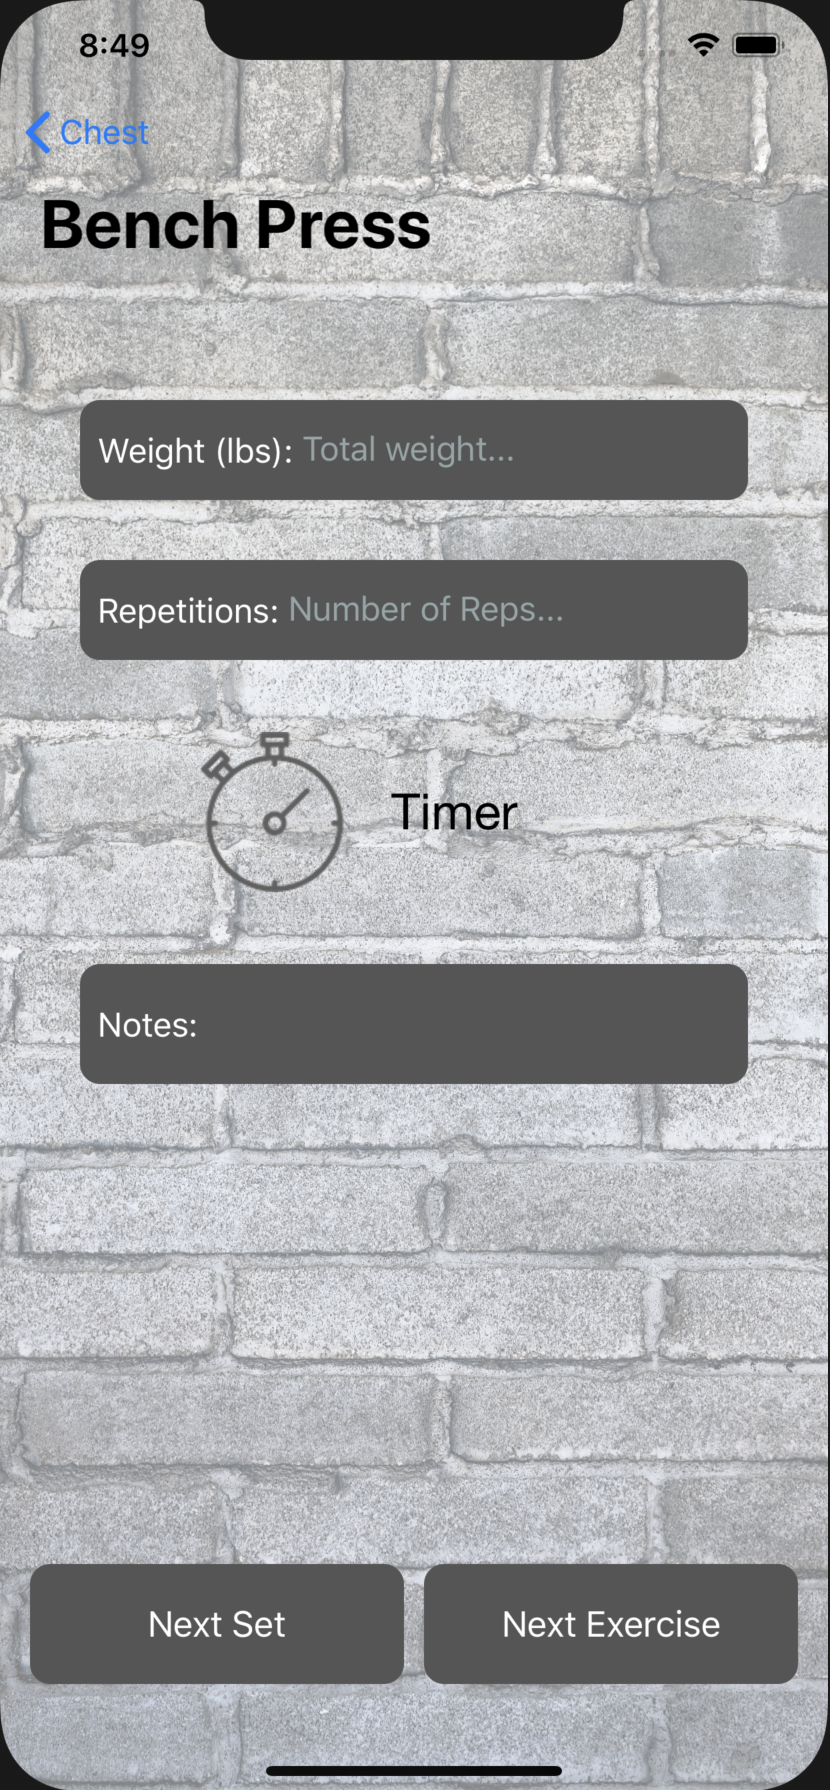 8:49
Chest
Bench Press
Weight (lbs): Total weight...
Repetitions: Number of Reps...
Timer
Notes:
Next Set
Next Exercise